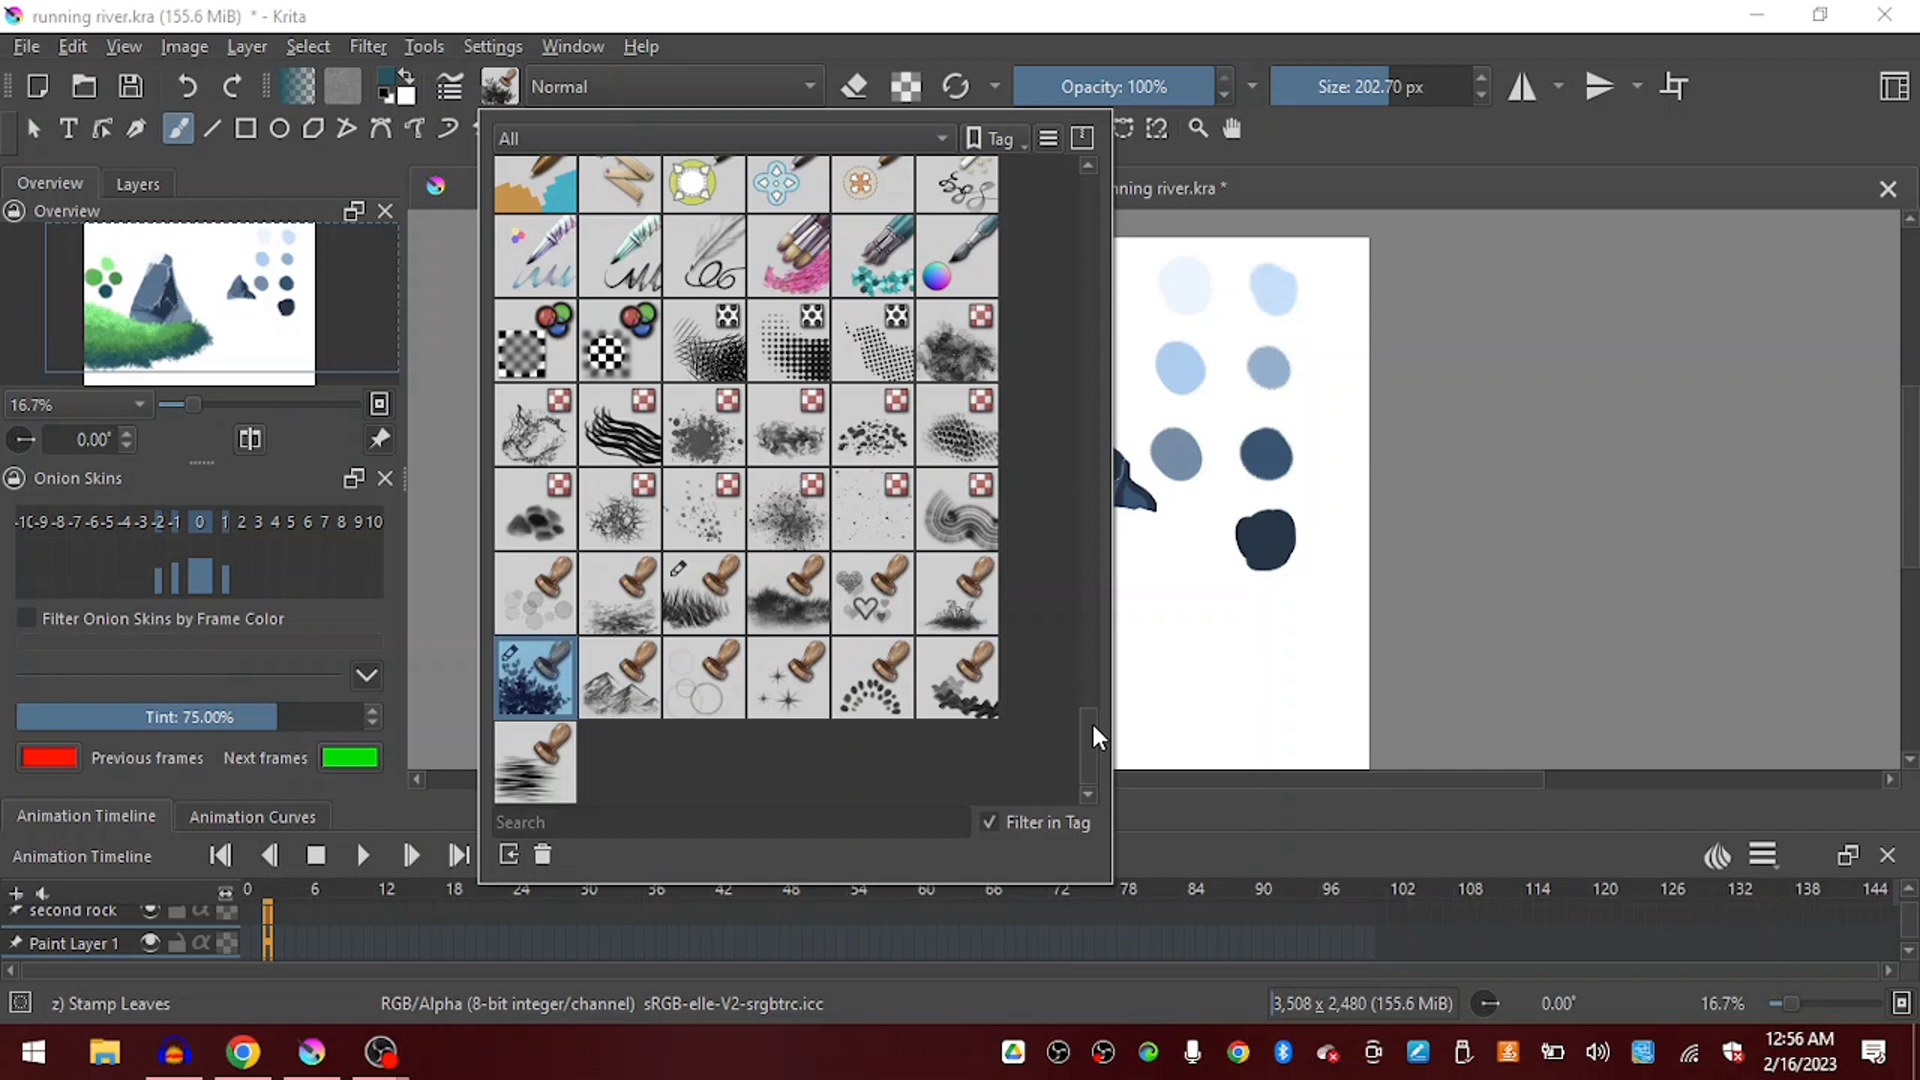 running river.kra (155.6 MiB)  * - Krita
File Edit View Image Layer Select Filter Tools Settings Window Help
Normal
Opacity: 100%
Size: 202.70 px
All
Tag
Overview
Layers
nning river.kra *
Overview
16.7%
0.00°
Onion Skins
-10 -9 -8 -7 -6 -5 -4 -3 -2 -1 0 1 2 3 4 5 6 7 8 9 10
Filter Onion Skins by Frame Color
Tint: 75.00%
Previous frames
Next frames
Search
Filter in Tag
Animation Timeline
Animation Curves
Animation Timeline
0 6 12 18 24 30 36 42 48 54 60 66 72 78 84 90 96 102 108 114 120 126 132 138 144
second rock
Paint Layer 1
z) Stamp Leaves
RGB/Alpha (8-bit integer/channel)  sRGB-elle-V2-srgbtrc.icc
3,508 x 2,480 (155.6 MiB)
0.00°
16.7%
12:56 AM
2/16/2023